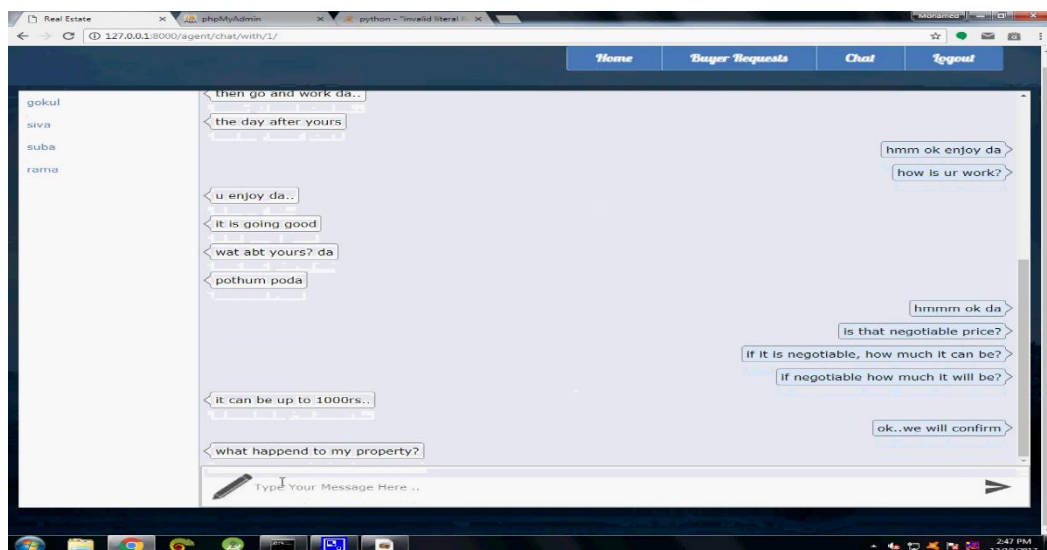 Real Estate
phpMyAdmin
python - "invalid literal
127.0.0.1:8000/agent/chat/with/1/
Home
Buyer Requests
Chat
Logout
gokul
siva
suba
rama
then go and work da..
the day after yours
hmm ok enjoy da
how is ur work?
u enjoy da..
it is going good
wat abt yours? da
pothum poda
hmmm ok da
is that negotiable price?
if it is negotiable, how much it can be?
if negotiable how much it will be?
it can be up to 1000rs..
ok..we will confirm
what happend to my property?
Type Your Message Here ..
2:47 PM